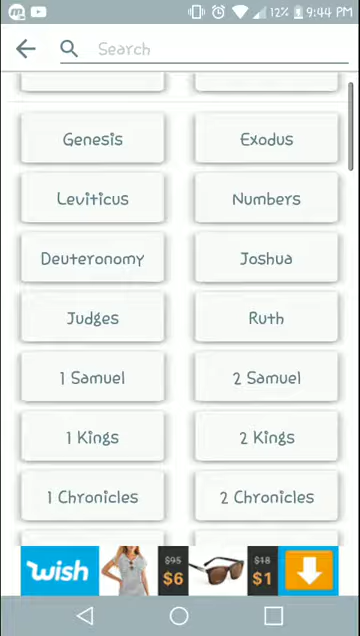 12% 9:44 PM
Search
Genesis Exodus
Leviticus Numbers
Deuteronomy Joshua
Judges Ruth
1 Samuel 2 Samuel
1 Kings 2 Kings
1 Chronicles 2 Chronicles
wish $95 $6 $18 $1